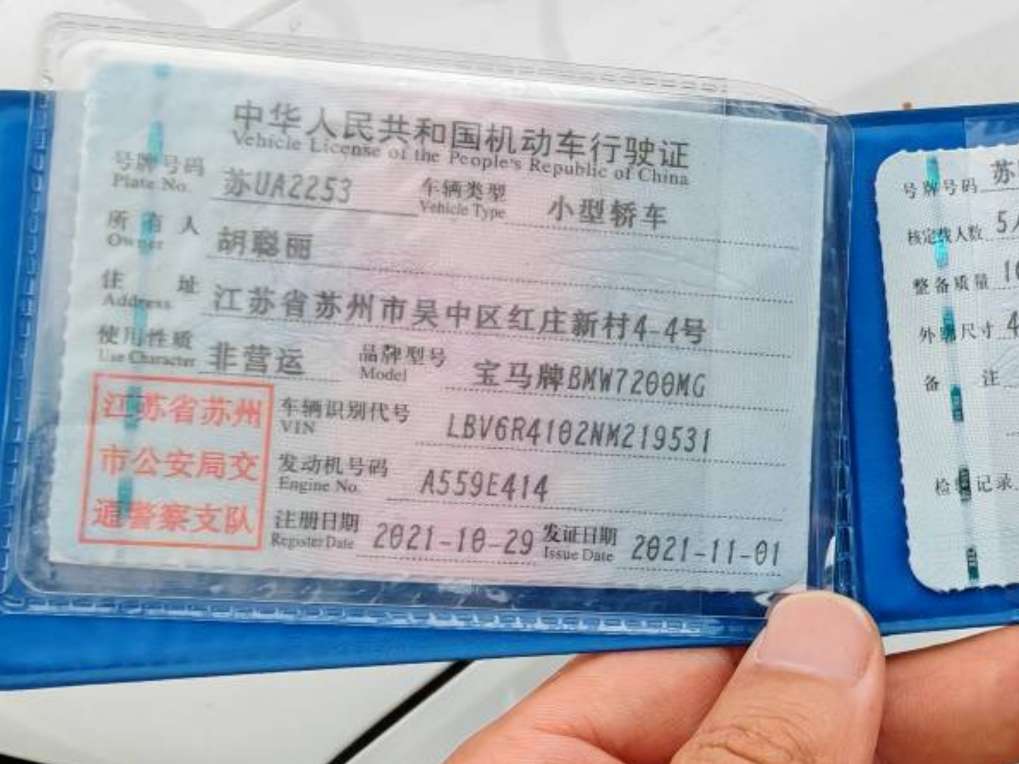 中华人民共和国机动车行驶证
Vehicle License of the People's Republic of China
号牌号码 苏UA2253 车辆类型 小型轿车
Plate No. Vehicle Type
所有人 胡聪丽
Owner
住址 江苏省苏州市吴中区红庄新村4-4号
Address
使用性质 非营运 品牌型号 宝马牌BMW7200MG
Use Character Model
江苏省苏州
市公安局交
通警察支队
车辆识别代号 LBV6R4102NM219531
VIN
发动机号码 A559E414
Engine No.
注册日期 2021-10-29 发证日期 2021-11-01
Register Date Issue Date
号牌号码 苏
核定载人数 5人
整备质量
外廓尺寸 4
备注
检验记录